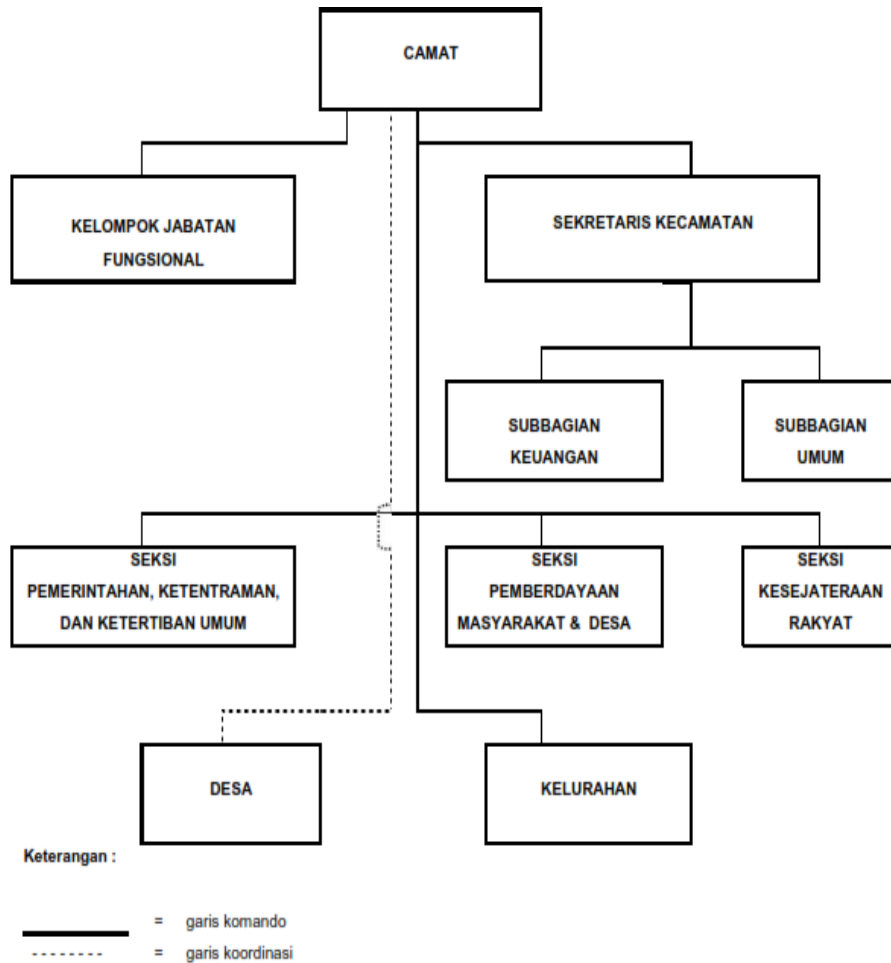 CAMAT
KELOMPOK JABATAN
FUNGSIONAL
SEKRETARIS KECAMATAN
SUBBAGIAN
KEUANGAN
SUBBAGIAN
UMUM
SEKSI
PEMERINTAHAN, KETENTRAMAN,
DAN KETERTIBAN UMUM
SEKSI
PEMBERDAYAAN
MASYARAKAT & DESA
SEKSI
KESEJATERAAN
RAKYAT
DESA
KELURAHAN
Keterangan :
= garis komando
= garis koordinasi